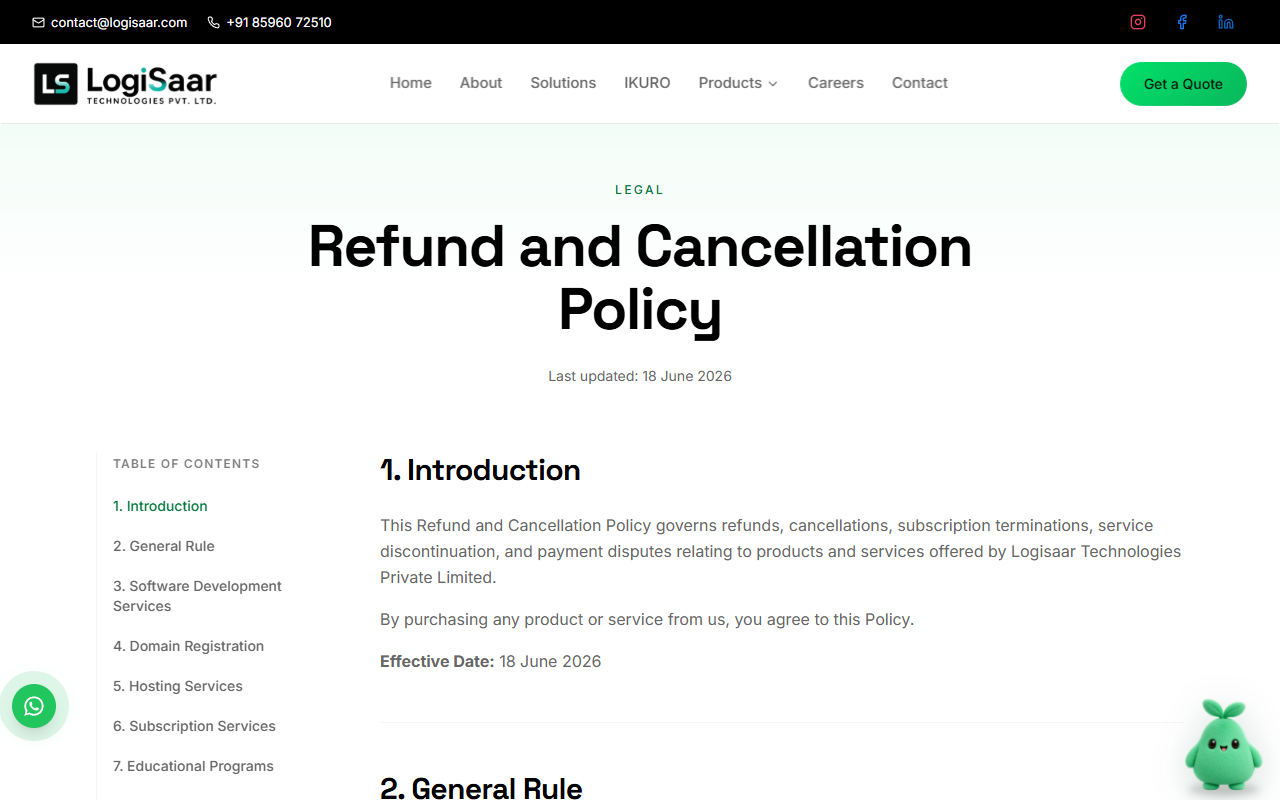 contact@logisaar.com +91 85960 72510
LS LogiSaar
TECHNOLOGIES PVT. LTD.
Home About Solutions IKURO Products Careers Contact
Get a Quote
LEGAL
Refund and Cancellation
Policy
Last updated: 18 June 2026
TABLE OF CONTENTS
1. Introduction
2. General Rule
3. Software Development
Services
4. Domain Registration
5. Hosting Services
6. Subscription Services
7. Educational Programs
1. Introduction
This Refund and Cancellation Policy governs refunds, cancellations, subscription terminations, service
discontinuation, and payment disputes relating to products and services offered by Logisaar Technologies
Private Limited.
By purchasing any product or service from us, you agree to this Policy.
Effective Date: 18 June 2026
2. General Rule